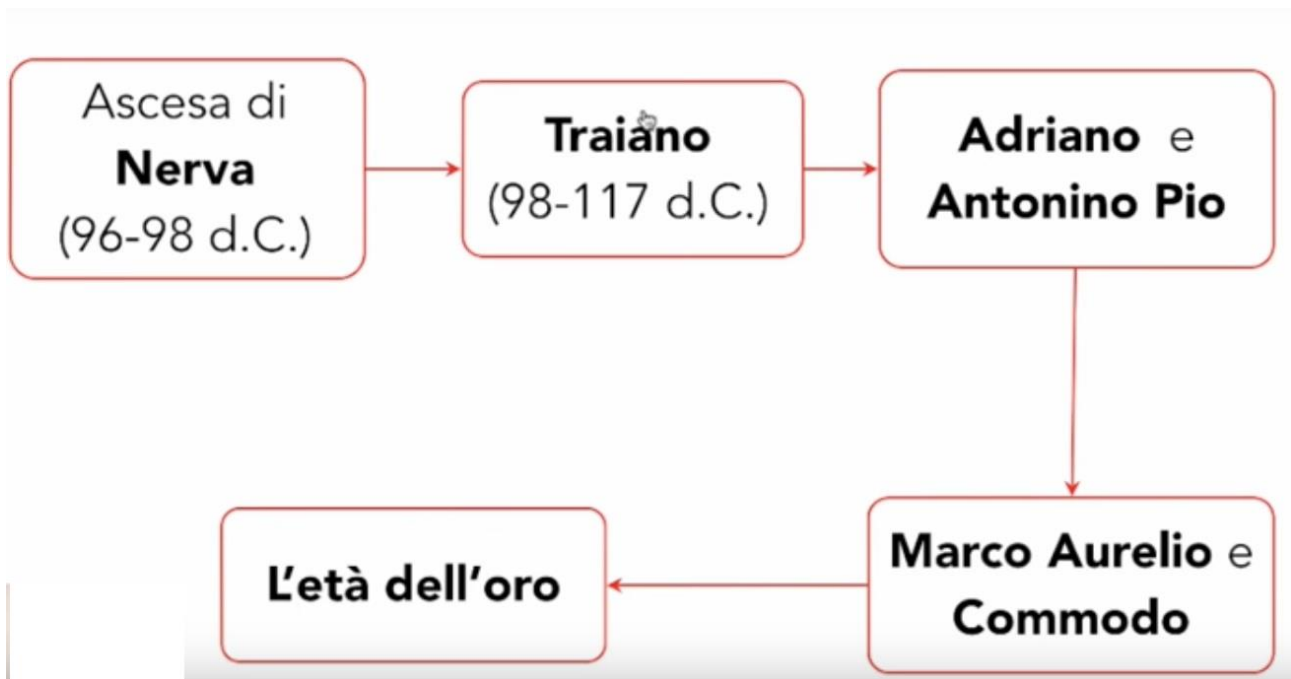 Ascesa di
Nerva
(96-98 d.C.)
Traiano
(98-117 d.C.)
Adriano e
Antonino Pio
Marco Aurelio e
Commodo
L'età dell'oro